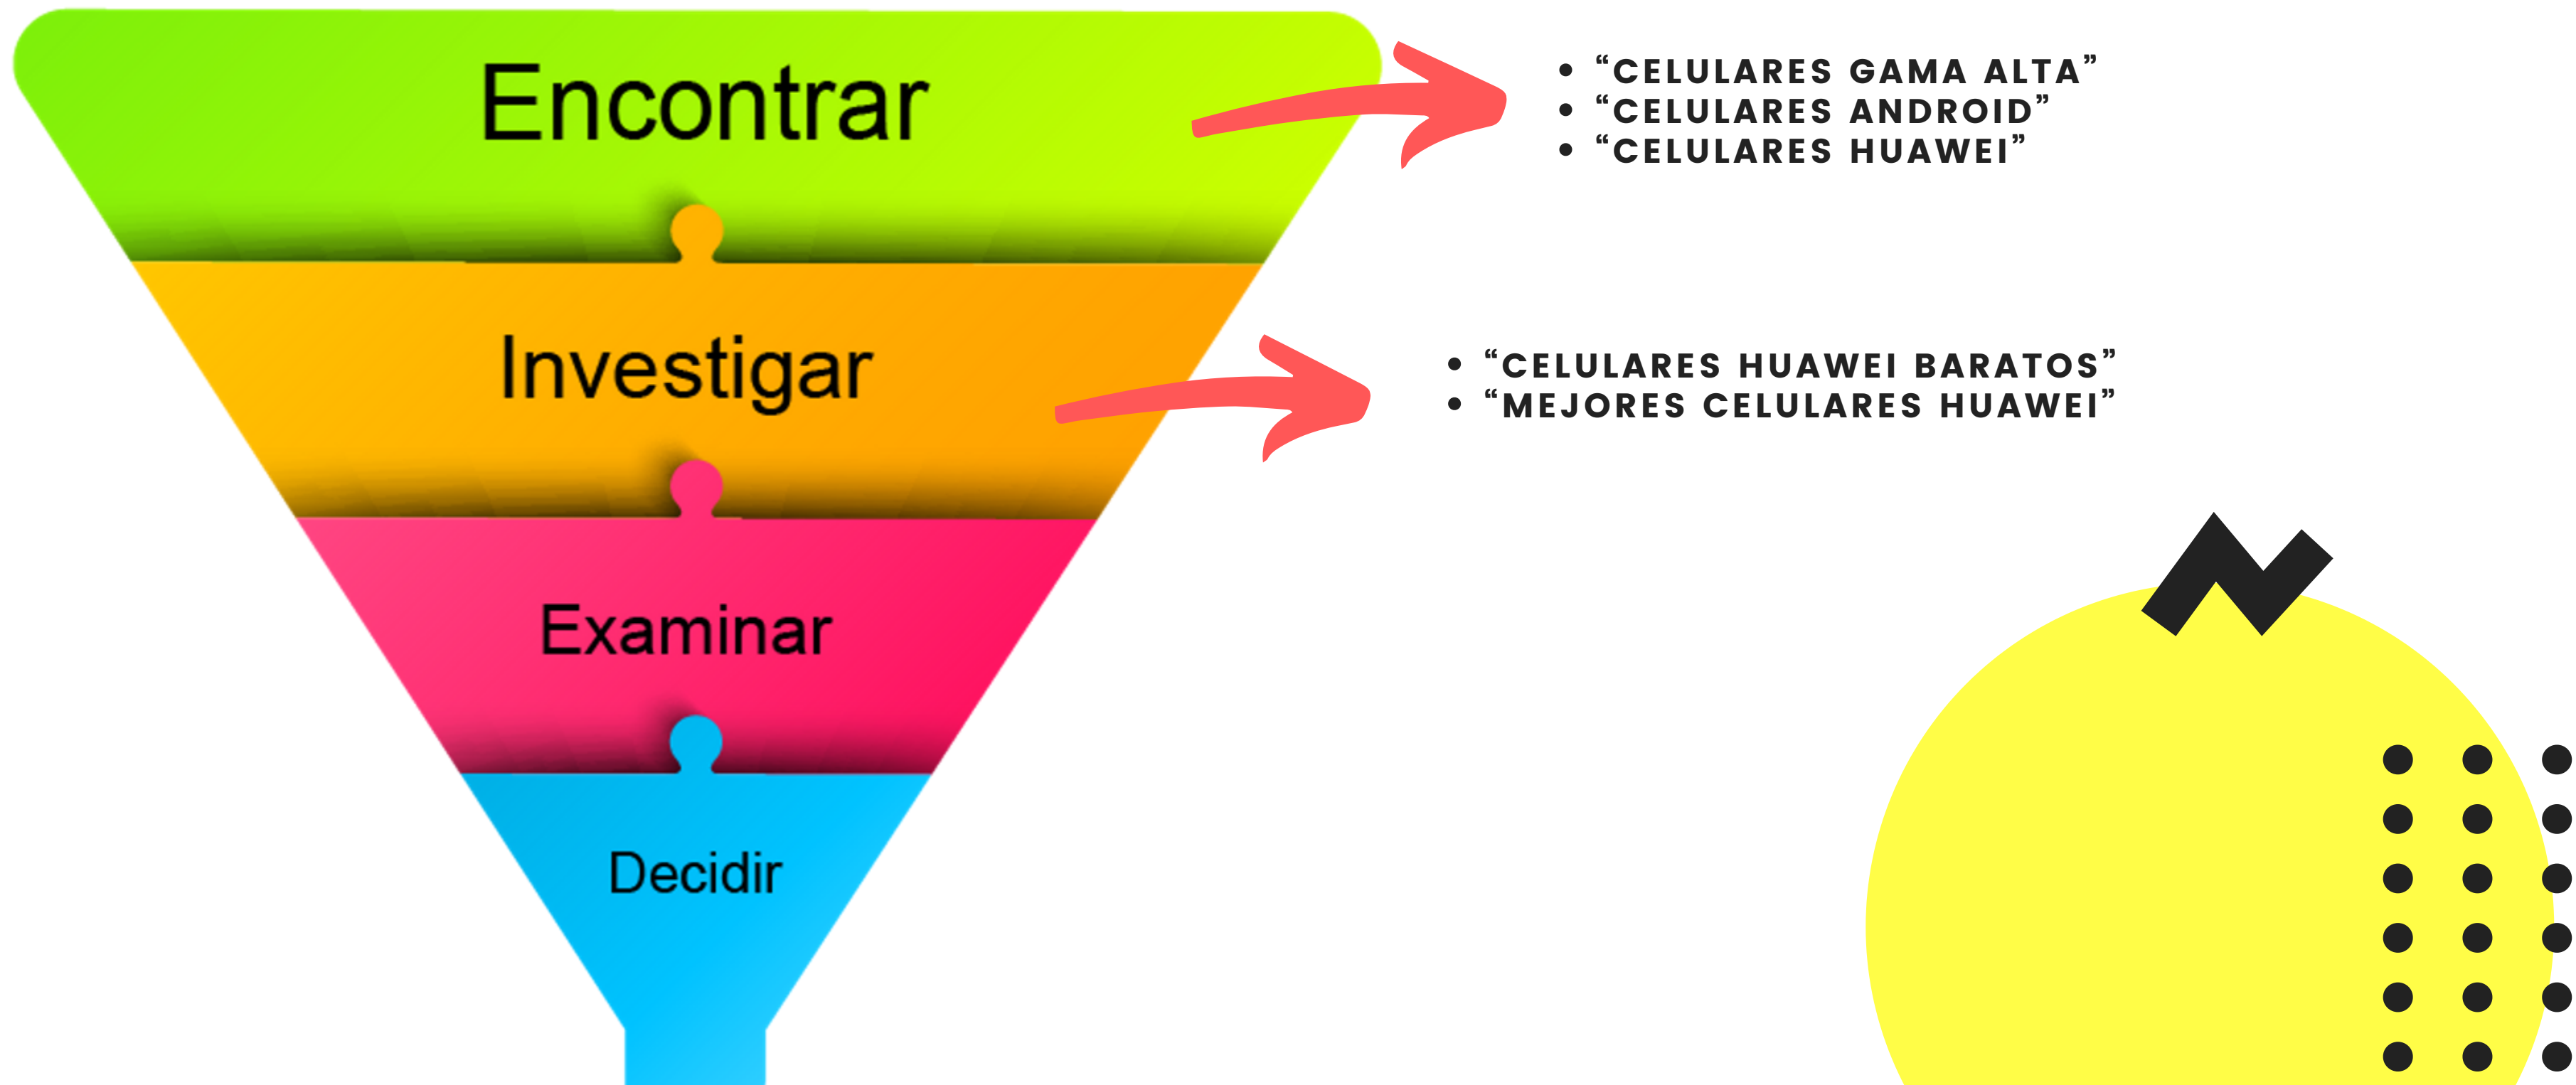 Encontrar
• “CELULARES GAMA ALTA”
• “CELULARES ANDROID”
• “CELULARES HUAWEI”
Investigar
• “CELULARES HUAWEI BARATOS”
• “MEJORES CELULARES HUAWEI”
Examinar
Decidir